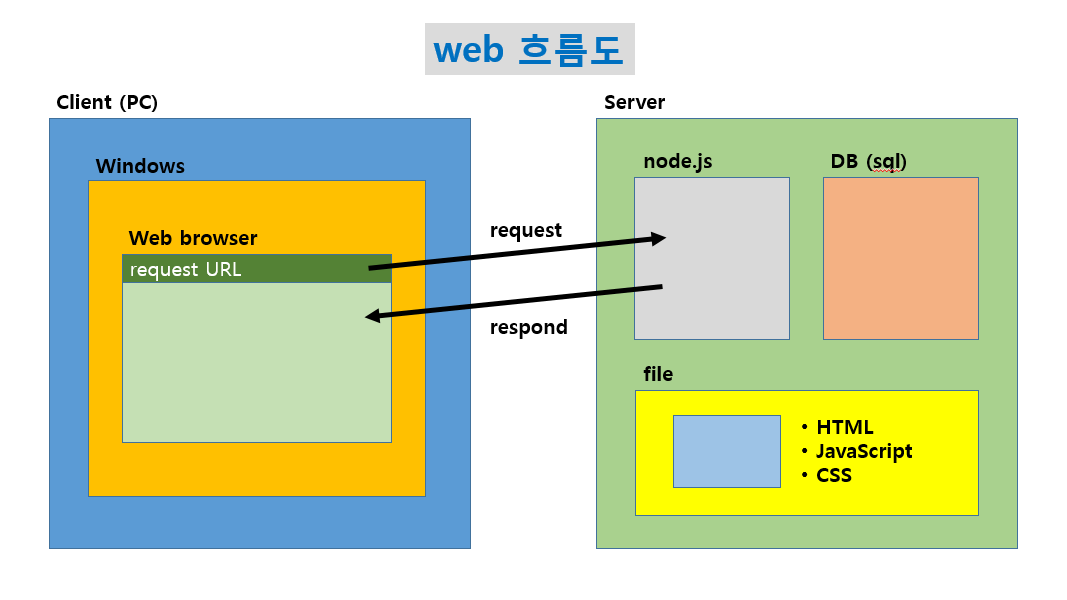 web 흐름도
Client (PC)
Windows
Web browser
request URL
request
respond
Server
node.js
DB (sql)
file
• HTML
• JavaScript
• CSS